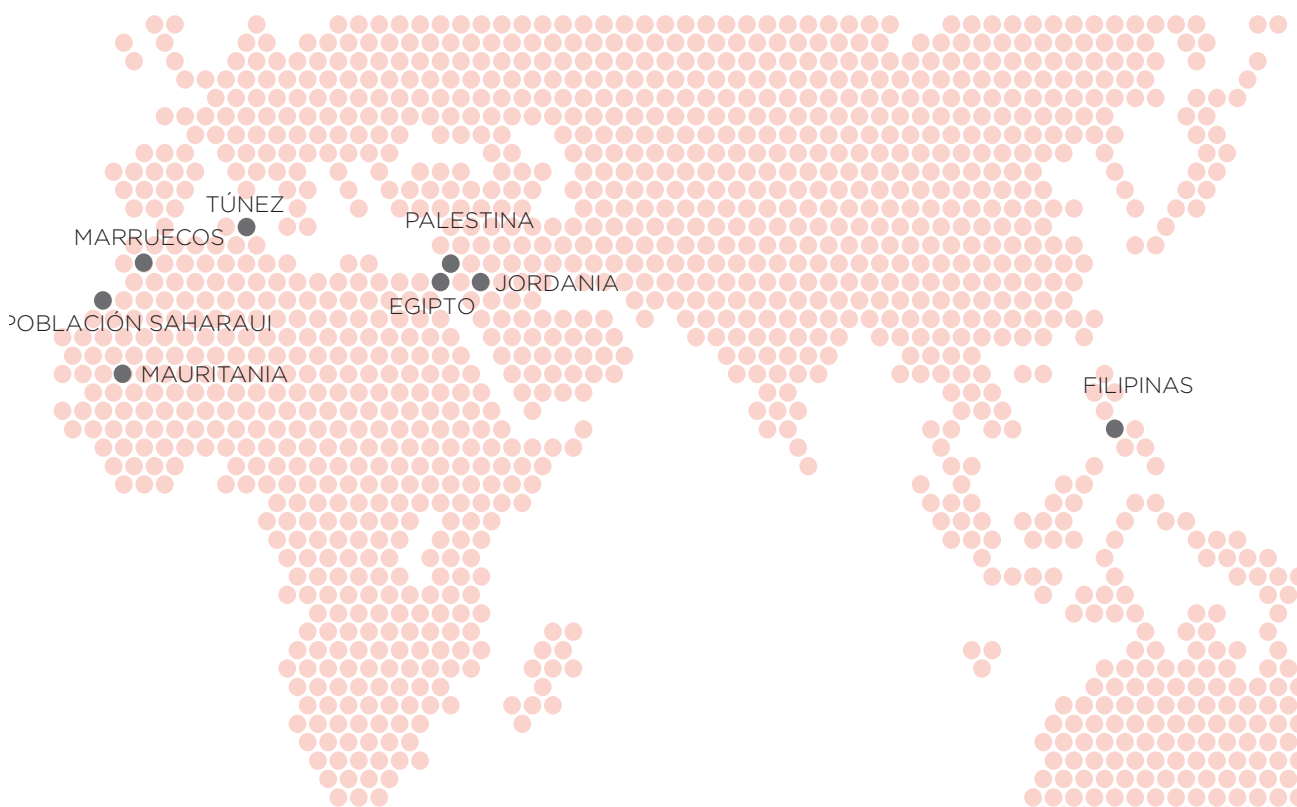 TÚNEZ
PALESTINA
MARRUECOS
JORDANIA
EGIPTO
POBLACIÓN SAHARAUI
MAURITANIA
FILIPINAS